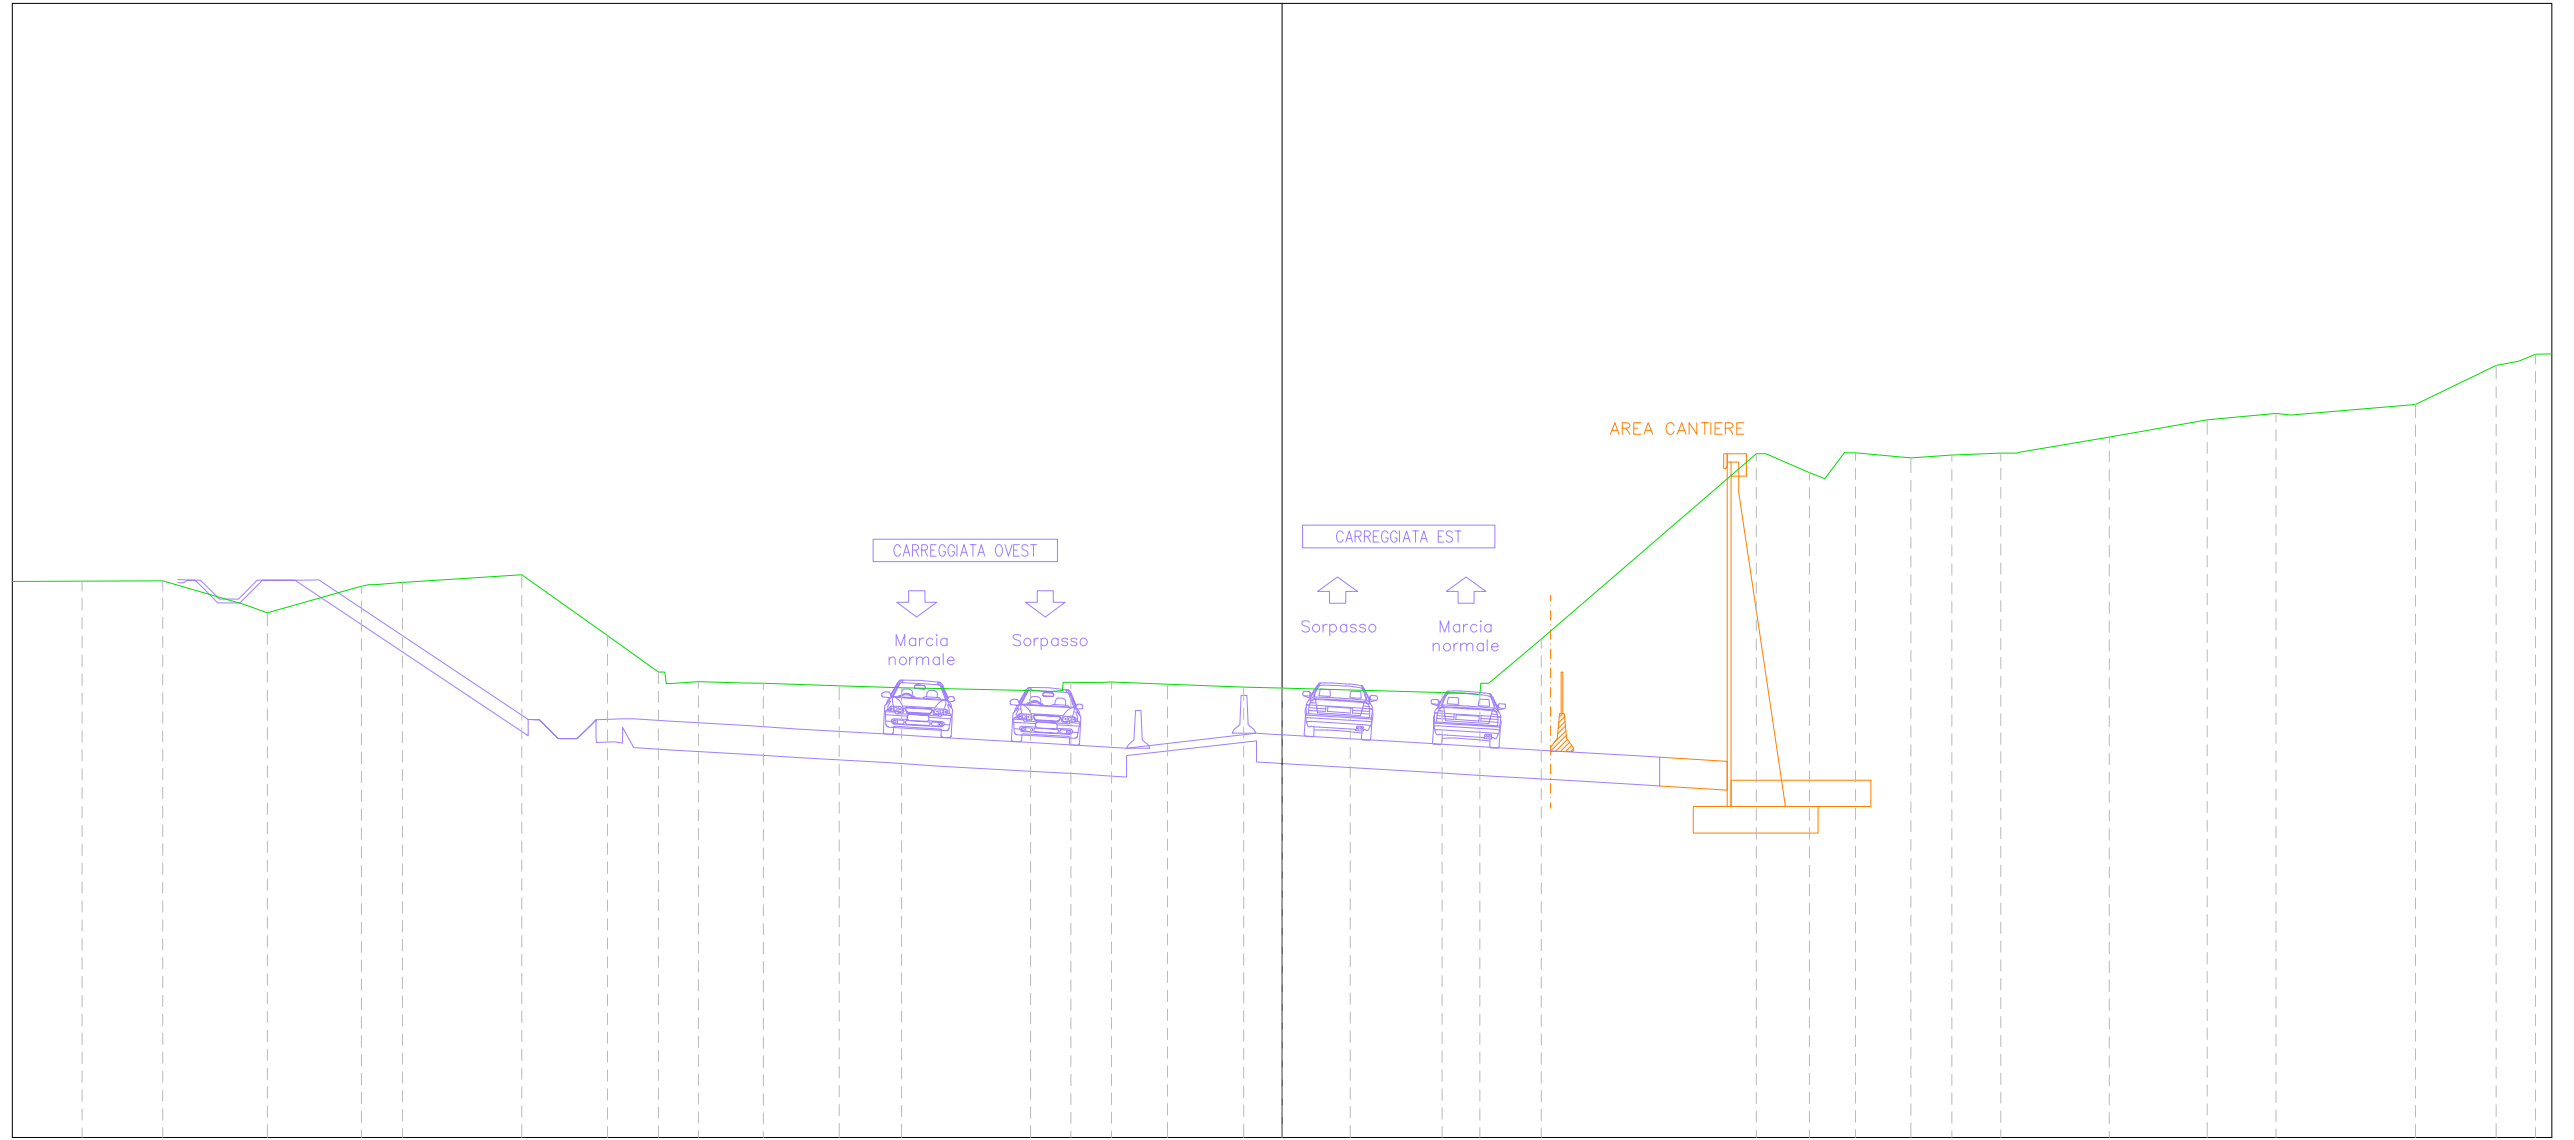 AREA CANTIERE
CARREGGIATA OVEST
CARREGGIATA EST
Marcia
normale
Sorpasso
Sorpasso
Marcia
normale